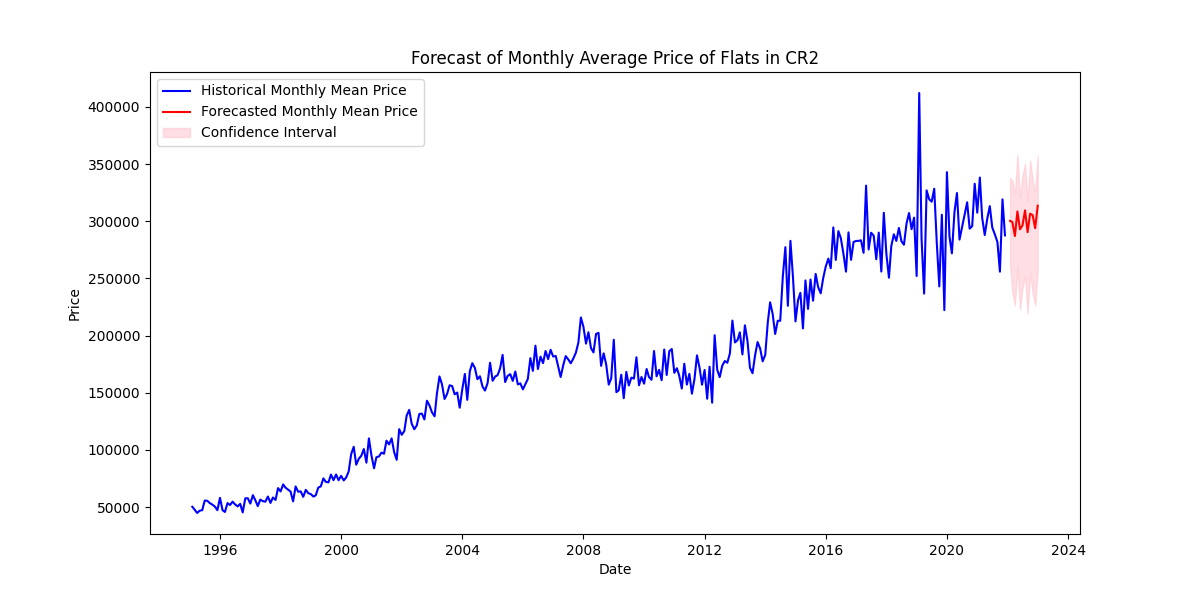 Forecast of Monthly Average Price of Flats in CR2
Historical Monthly Mean Price
Forecasted Monthly Mean Price
Confidence Interval
400000
350000
300000
250000
200000
150000
100000
50000
Price
1996 2000 2004 2008 2012 2016 2020 2024
Date